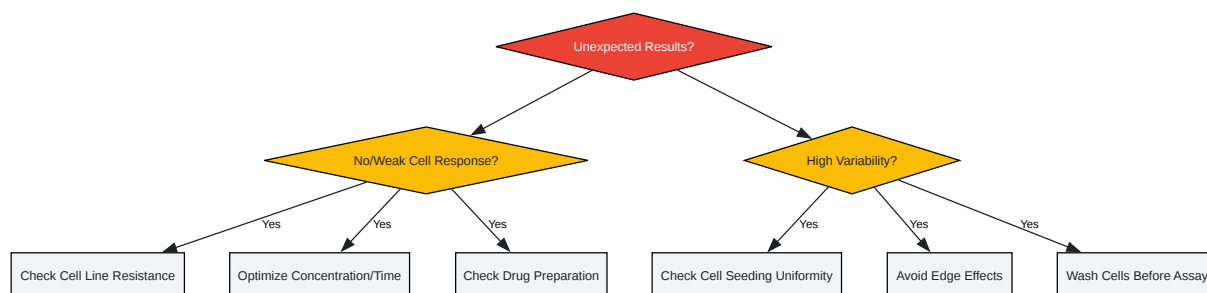 Unexpected Results?
No/Weak Cell Response?
High Variability?
Yes
Yes
Yes
Yes
Yes
Yes
Check Cell Line Resistance
Optimize Concentration/Time
Check Drug Preparation
Check Cell Seeding Uniformity
Avoid Edge Effects
Wash Cells Before Assay